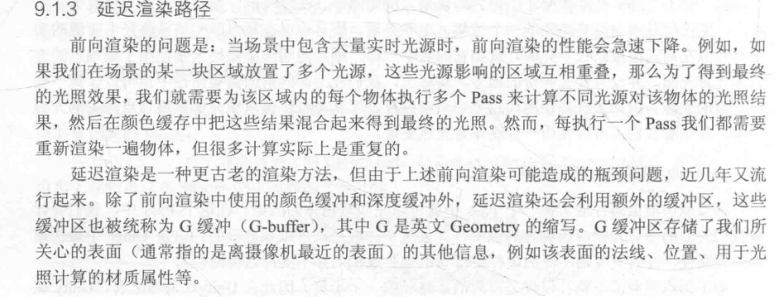 9.1.3 延迟渲染路径
前向渲染的问题是：当场景中包含大量实时光源时，前向渲染的性能会急速下降。例如，如
果我们在场景的某一块区域放置了多个光源，这些光源影响的区域互相重叠，那么为了得到最终
的光照效果，我们就需要为该区域内的每个物体执行多个 Pass 来计算不同光源对该物体的光照结
果，然后在颜色缓存中把这些结果混合起来得到最终的光照。然而，每执行一个 Pass 我们都需要
重新渲染一遍物体，但很多计算实际上是重复的。
延迟渲染是一种更古老的渲染方法，但由于上述前向渲染可能造成的瓶颈问题，近几年又流
行起来。除了前向渲染中使用的颜色缓冲和深度缓冲外，延迟渲染还会利用额外的缓冲区，这些
缓冲区也被统称为 G 缓冲（G-buffer），其中 G 是英文 Geometry 的缩写。G 缓冲区存储了我们所
关心的表面（通常指的是离摄像机最近的表面）的其他信息，例如该表面的法线、位置、用于光
照计算的材质属性等。